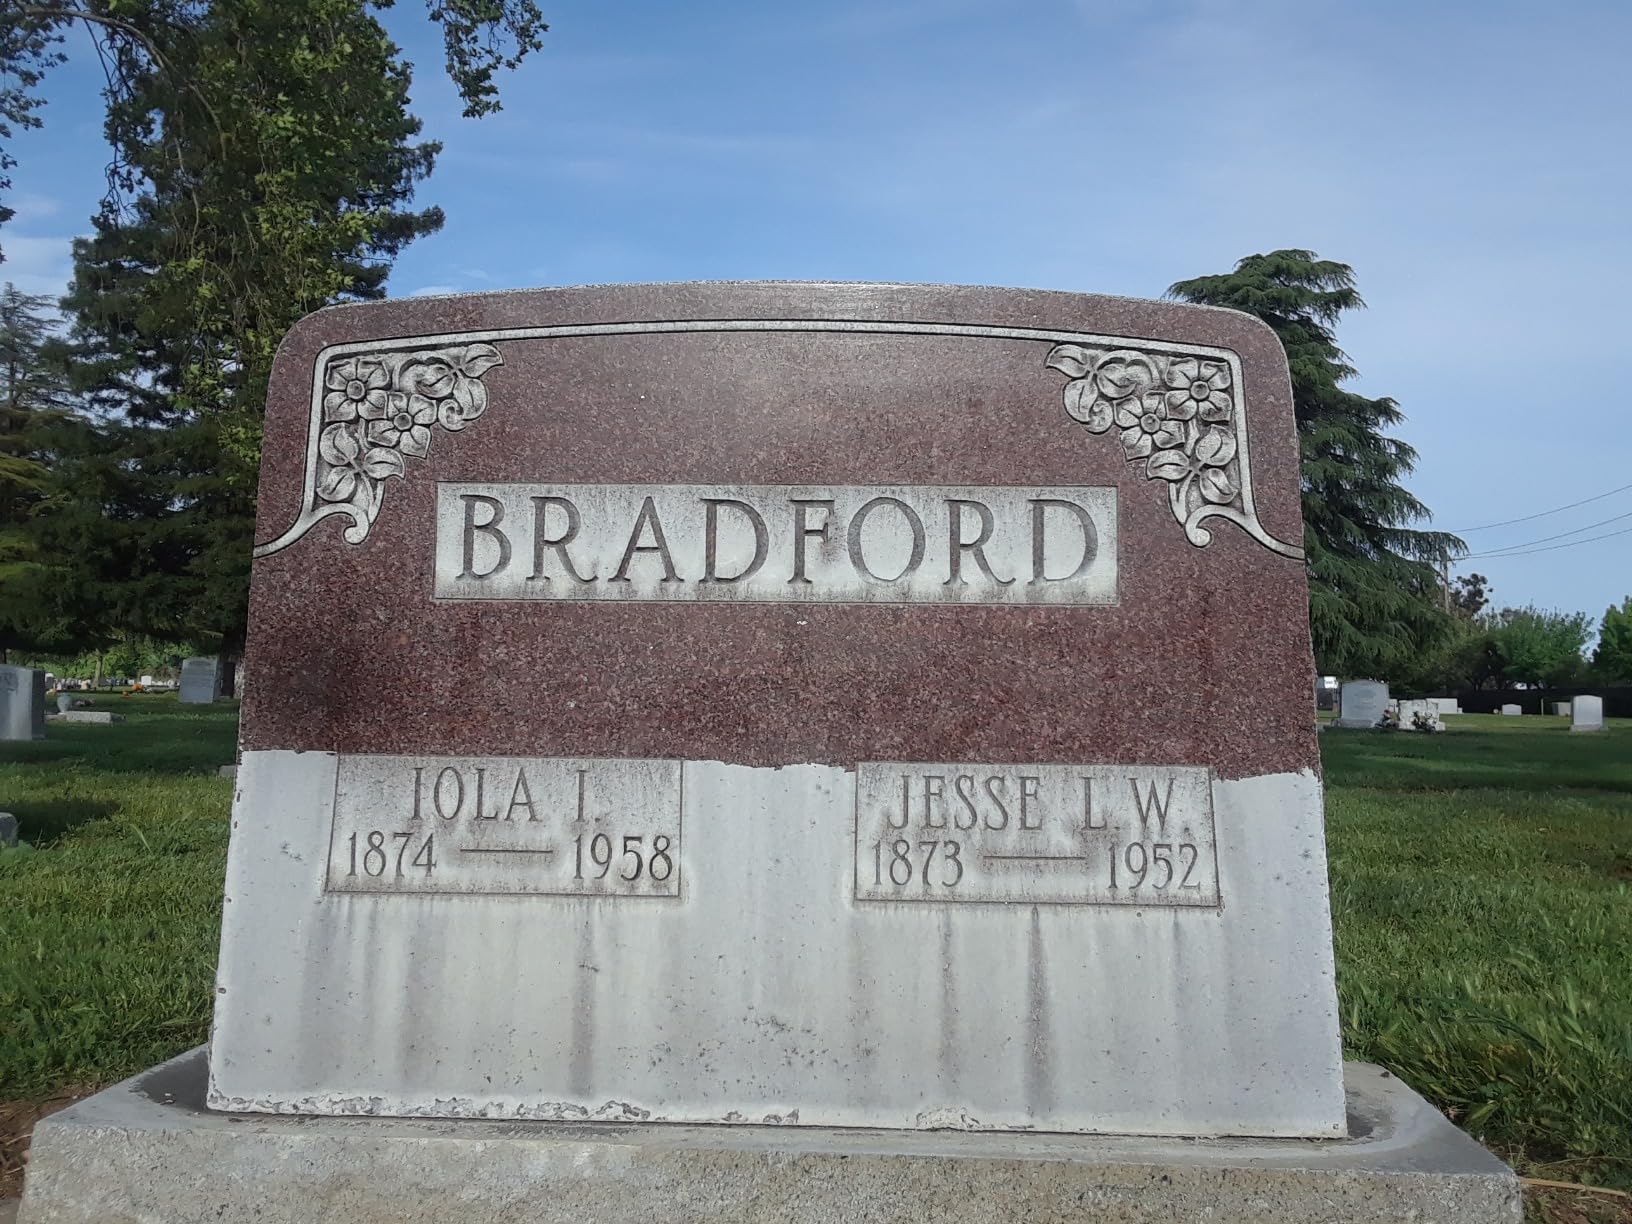 BRADFORD
IOLA I.
1874 — 1958
JESSE L.W.
1873 — 1952